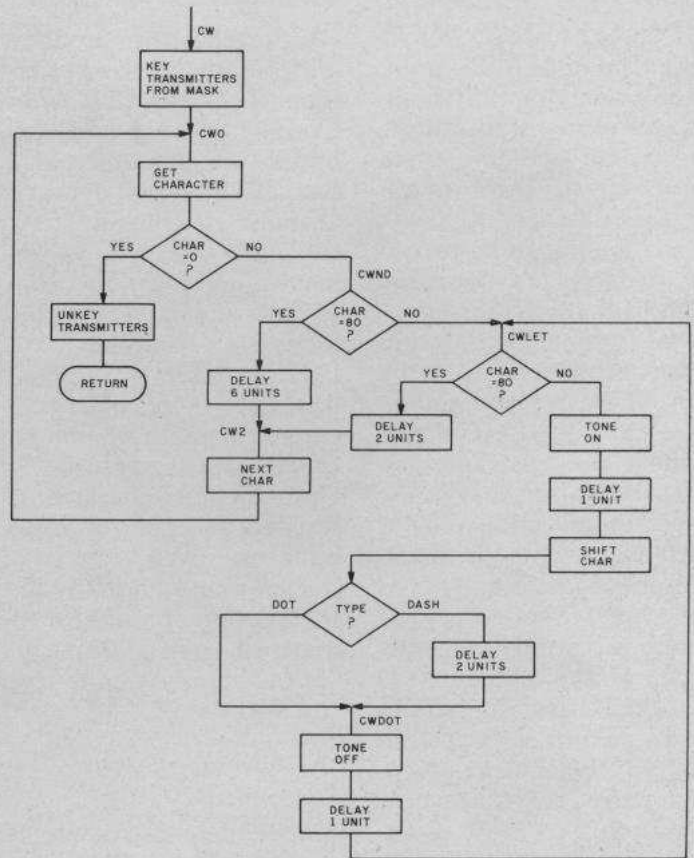 CW
KEY
TRANSMITTERS
FROM MASK
CWO
GET
CHARACTER
YES
CHAR
=0
?
NO
UNKEY
TRANSMITTERS
RETURN
CWND
YES
CHAR
=80
?
NO
CWLET
DELAY
6 UNITS
YES
CHAR
=80
?
NO
CW2
DELAY
2 UNITS
TONE
ON
NEXT
CHAR
DELAY
1 UNIT
SHIFT
CHAR
DOT
TYPE
?
DASH
DELAY
2 UNITS
CWDOT
TONE
OFF
DELAY
1 UNIT